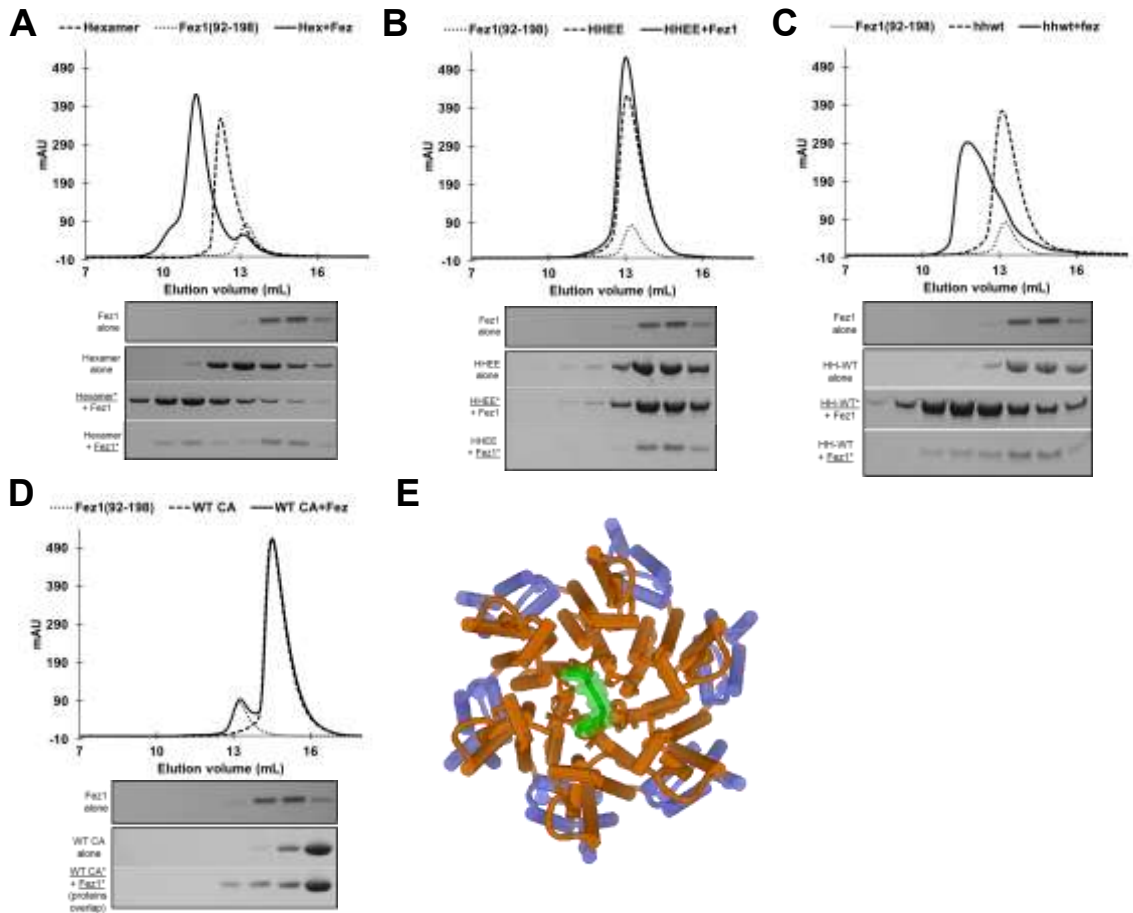 A
Hexamer Fez1(92-198) Hex+Fez
490
390
290
190
90
-10
mAU
7 10 13 16
Elution volume (mL)
Fez1
alone
Hexamer
alone
Hexamer*
+ Fez1
Hexamer
+ Fez1*
B
Fez1(92-198) HHEE HHEE+Fez1
490
390
290
190
90
-10
mAU
7 10 13 16
Elution volume (mL)
Fez1
alone
HHEE
alone
HHEE*
+ Fez1
HHEE
+ Fez1*
C
Fez1(92-198) hhwt hhwt+fez
490
390
290
190
90
-10
mAU
7 10 13 16
Elution volume (mL)
Fez1
alone
HH-WT
alone
HH-WT*
+ Fez1
HH-WT
+ Fez1*
D
Fez1(92-198) WT CA WT CA+Fez
490
390
290
190
90
-10
mAU
7 10 13 16
Elution volume (mL)
Fez1
alone
WT CA
alone
WT CA*
+ Fez1*
(proteins
overlap)
E